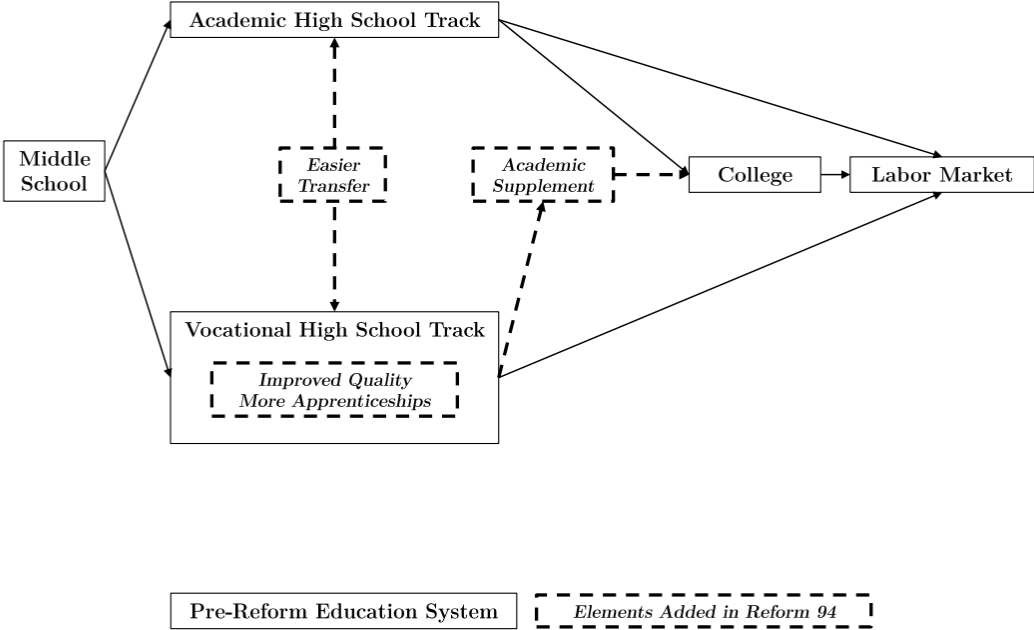 Academic High School Track
Middle
School
Easier
Transfer
Academic
Supplement
College
Labor Market
Vocational High School Track
Improved Quality
More Apprenticeships
Pre-Reform Education System
Elements Added in Reform 94